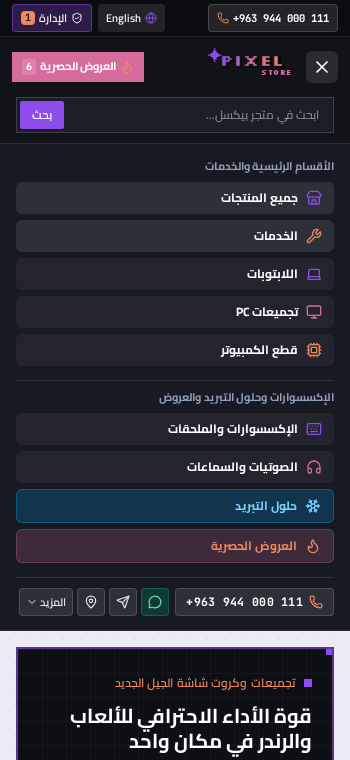 +963 944 000 111
English
الإدارة 1
PIXEL
STORE
العروض الحصرية 6
ابحث في متجر بيكسل...
بحث
الأقسام الرئيسية والخدمات
جميع المنتجات
الخدمات
اللابتوبات
تجميعات PC
قطع الكمبيوتر
الإكسسوارات وحلول التبريد والعروض
الإكسسوارات والملحقات
الصوتيات والسماعات
حلول التبريد
العروض الحصرية
+963 944 000 111
المزيد
تجميعات وكروت شاشة الجيل الجديد
قوة الأداء الاحترافي للألعاب
والرندر في مكان واحد